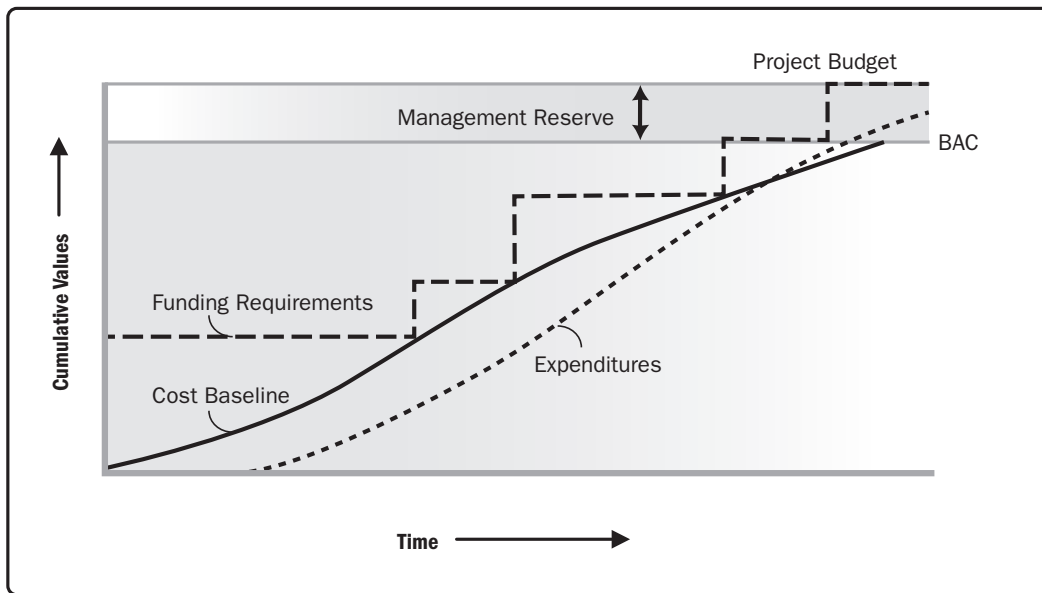 Project Budget
Management Reserve
BAC
Cumulative Values
Funding Requirements
Expenditures
Cost Baseline
Time